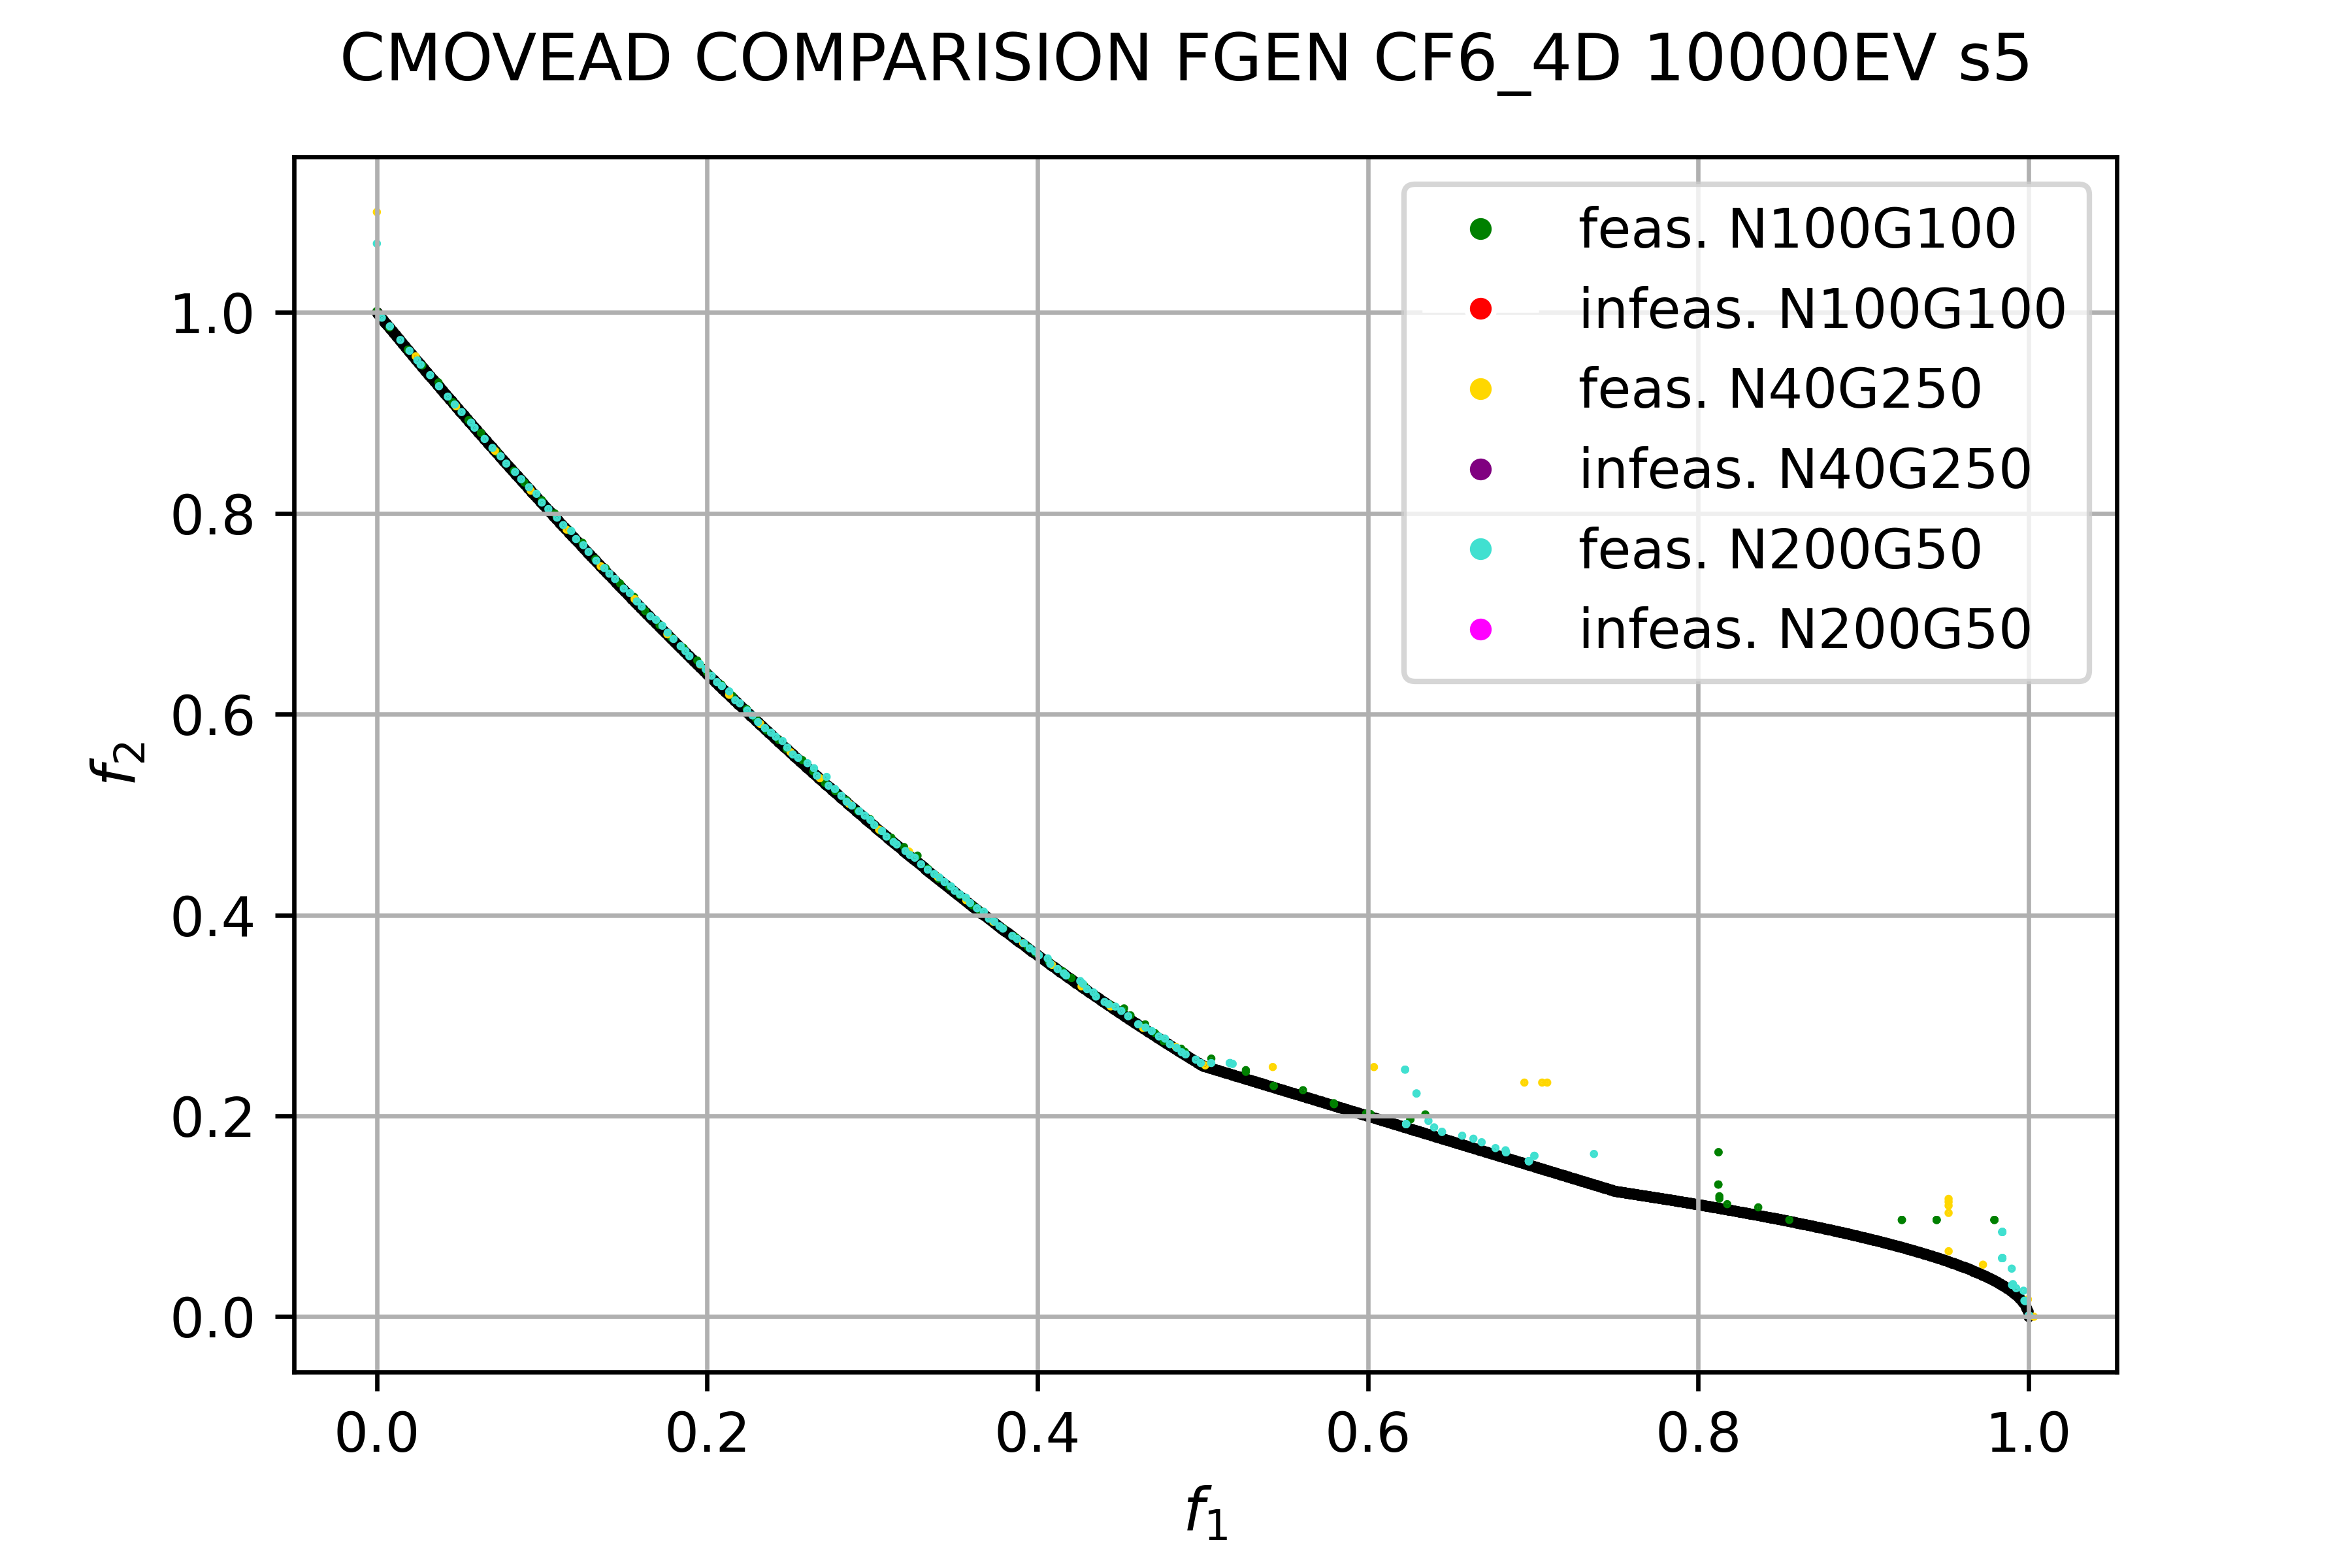 CMOVEAD COMPARISION FGEN CF6_4D 10000EV s5
feas. N100G100
infeas. N100G100
feas. N40G250
infeas. N40G250
feas. N200G50
infeas. N200G50
1.0
0.8
0.6
0.4
0.2
0.0
f2
0.0 0.2 0.4 0.6 0.8 1.0
f1